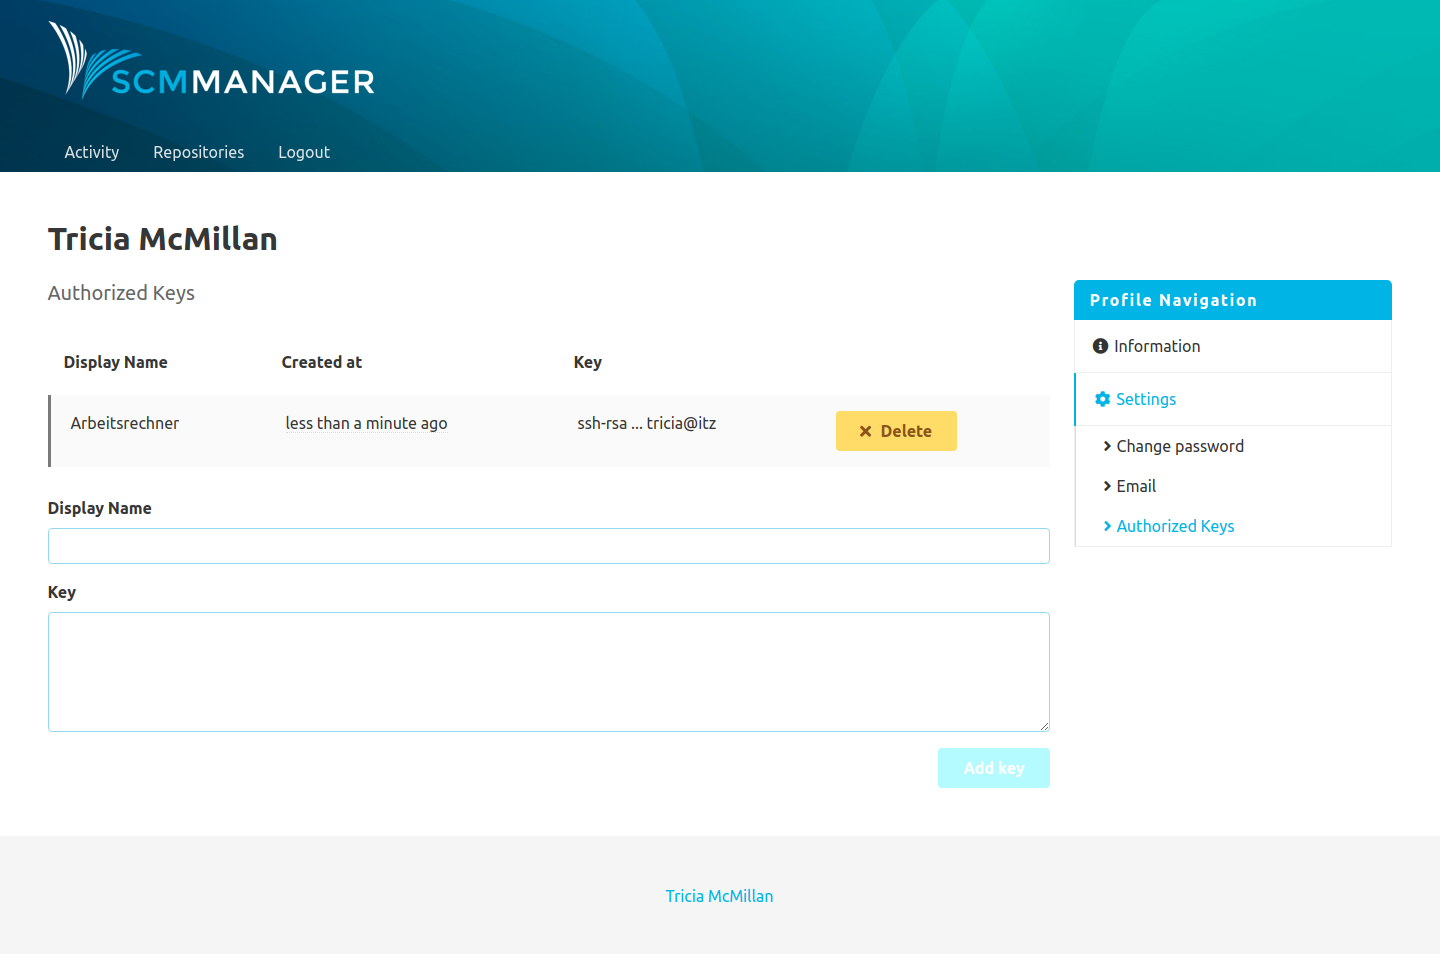 SCMMANAGER
Activity Repositories Logout
Tricia McMillan
Authorized Keys
Display Name Created at Key
Arbeitsrechner less than a minute ago ssh-rsa ... tricia@itz Delete
Display Name
Key
Add key
Profile Navigation
Information
Settings
Change password
Email
Authorized Keys
Tricia McMillan